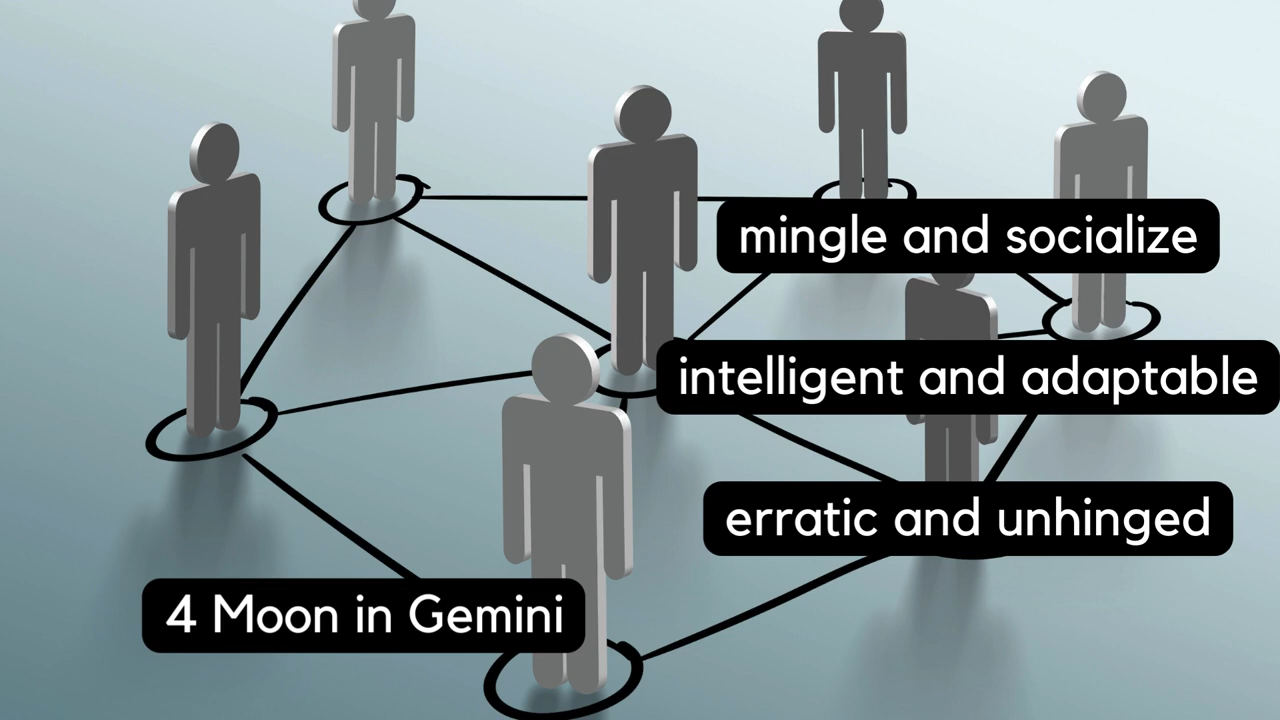 mingle and socialize
intelligent and adaptable
erratic and unhinged
4 Moon in Gemini